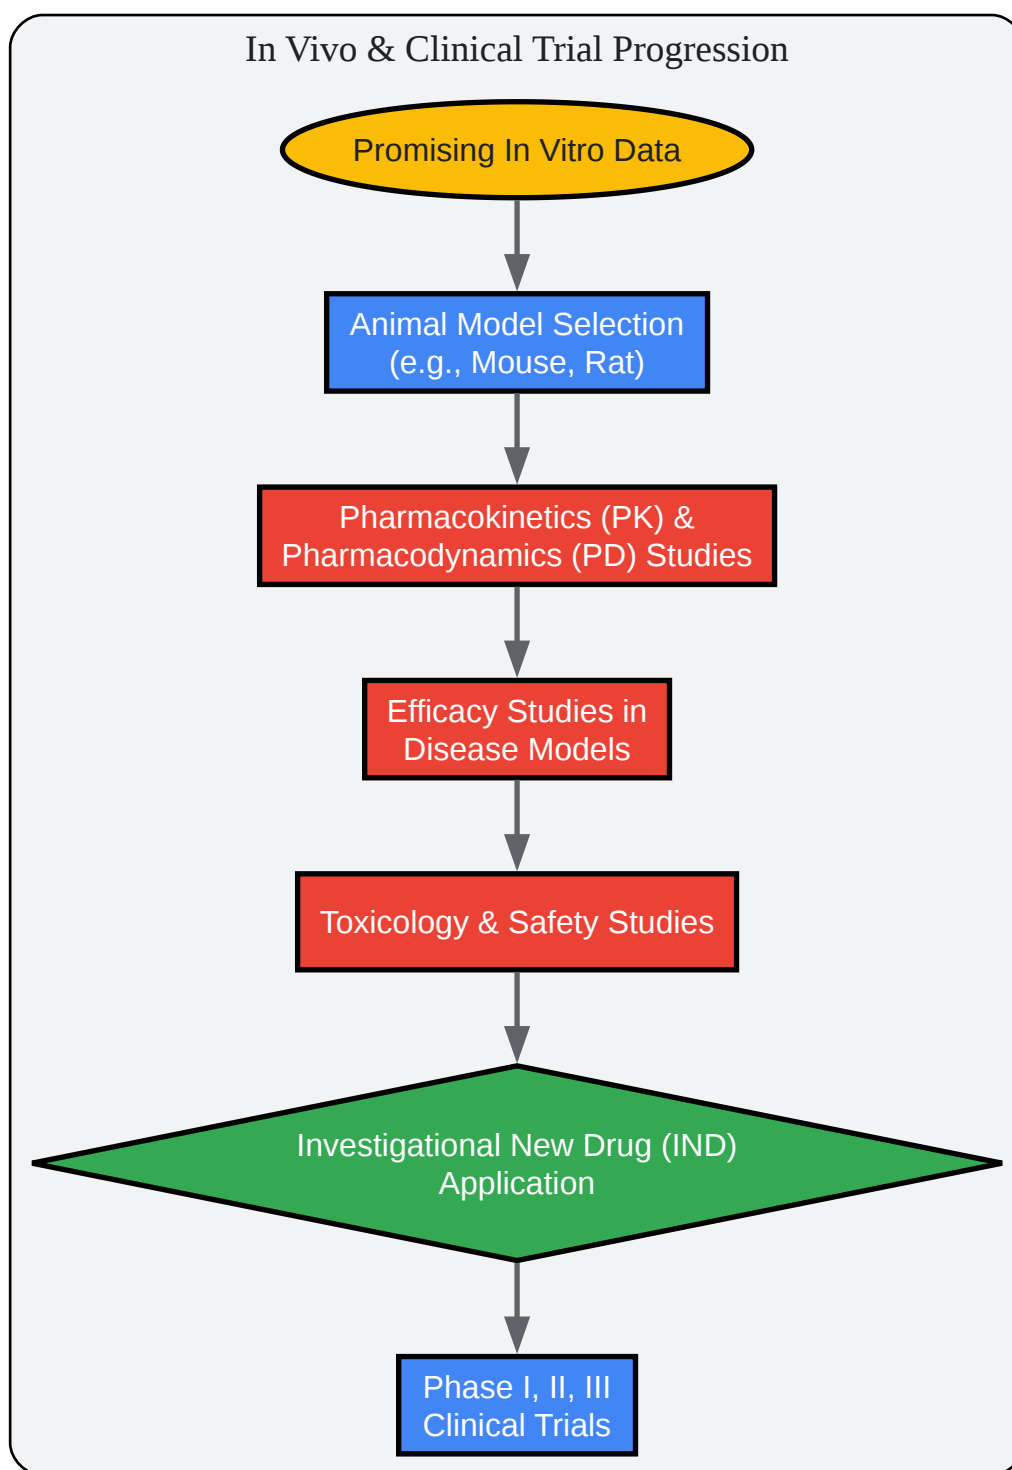 In Vivo & Clinical Trial Progression
Promising In Vitro Data
Animal Model Selection
(e.g., Mouse, Rat)
Pharmacokinetics (PK) &
Pharmacodynamics (PD) Studies
Efficacy Studies in
Disease Models
Toxicology & Safety Studies
Investigational New Drug (IND)
Application
Phase I, II, III
Clinical Trials